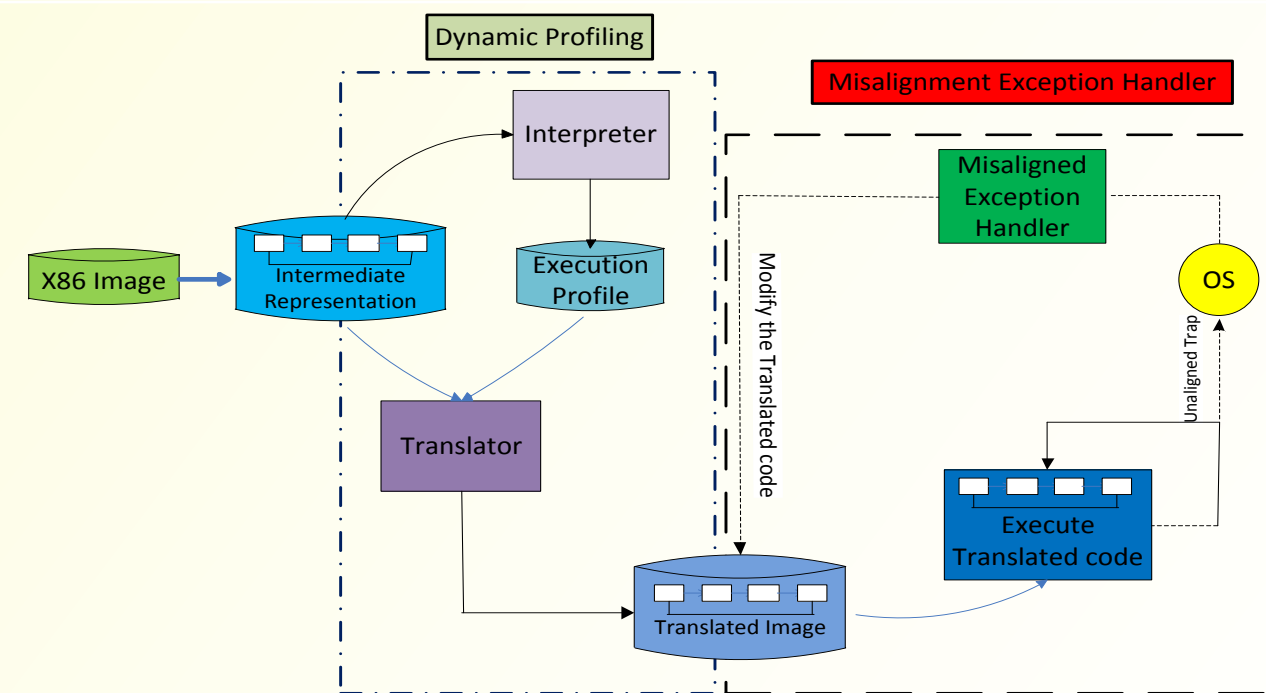 Dynamic Profiling
Misalignment Exception Handler
Interpreter
Misaligned
Exception
Handler
X86 Image
Intermediate
Representation
Execution
Profile
OS
Modify the Translated code
Unaligned Trap
Translator
Execute
Translated code
Translated Image